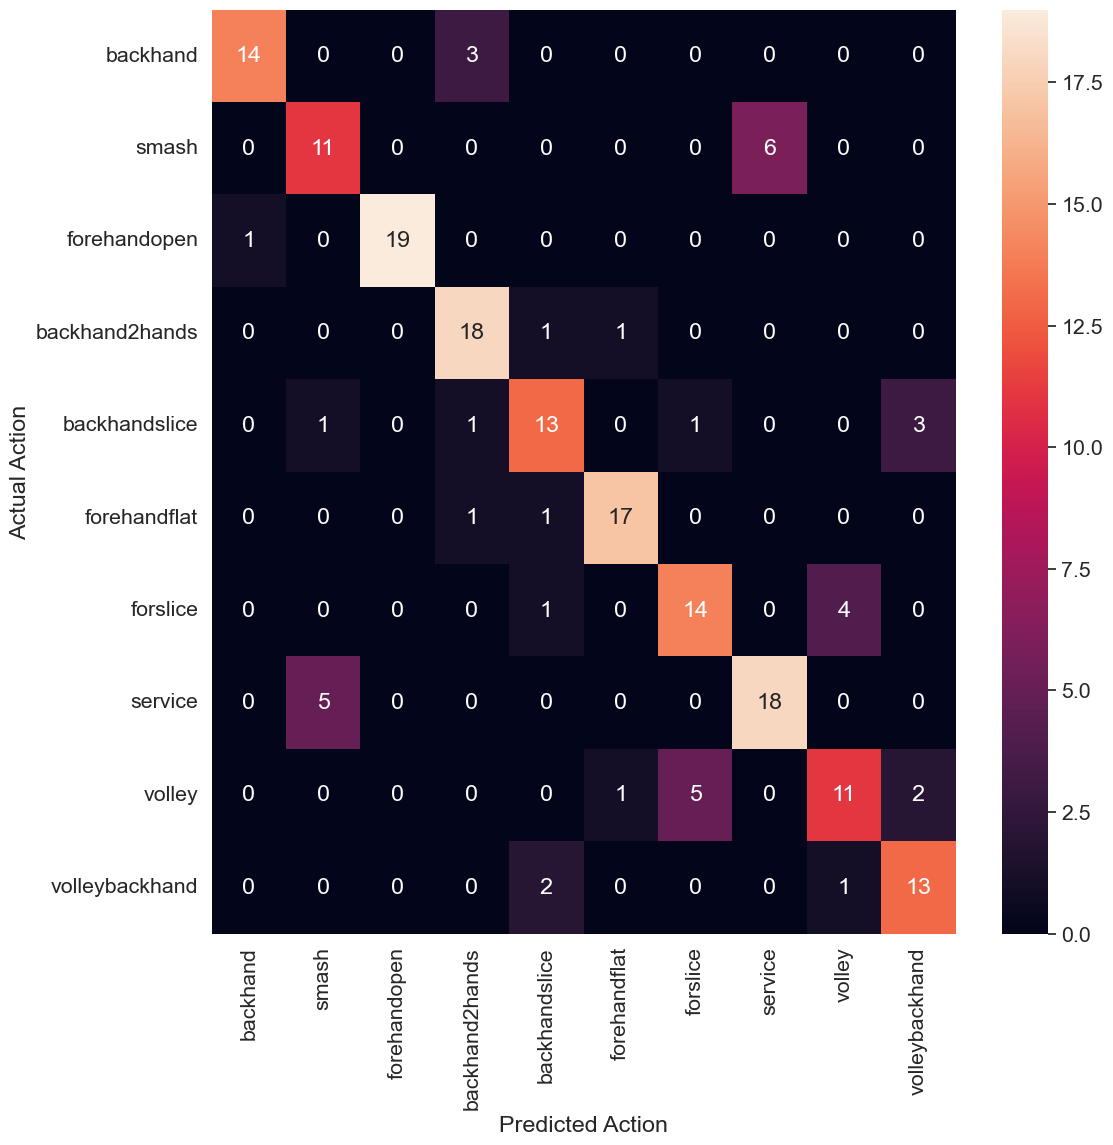 backhand 14 0 0 3 0 0 0 0 0 0
smash 0 11 0 0 0 0 0 6 0 0
forehandopen 1 0 19 0 0 0 0 0 0 0
backhand2hands 0 0 0 18 1 1 0 0 0 0
backhandslice 0 1 0 1 13 0 1 0 0 3
forehandflat 0 0 0 1 1 17 0 0 0 0
forslice 0 0 0 0 1 0 14 0 4 0
service 0 5 0 0 0 0 0 18 0 0
volley 0 0 0 0 0 1 5 0 11 2
volleybackhand 0 0 0 0 2 0 0 0 1 13
Actual Action
backhand
smash
forehandopen
backhand2hands
backhandslice
forehandflat
forslice
service
volley
volleybackhand
Predicted Action
17.5
15.0
12.5
10.0
7.5
5.0
2.5
0.0